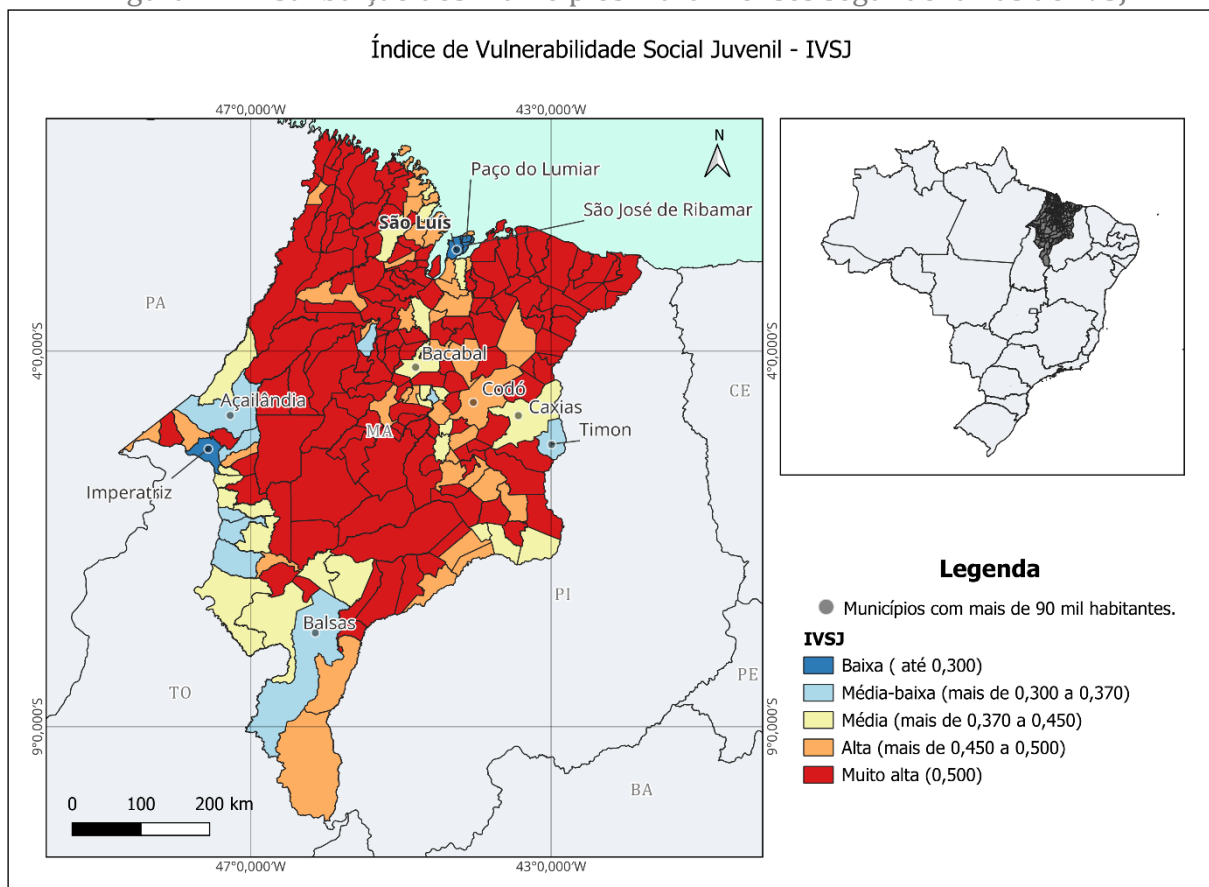 Índice de Vulnerabilidade Social Juvenil - IVSJ
47°0,000'W
43°0,000'W
N
Paço do Lumiar
São José de Ribamar
São Luís
PA
4°0,000'S
4°0,000'S
Bacabal
CE
Açailândia
Codó
Caxias
MA
Timon
Imperatriz
PI
Balsas
TO
PE
9°0,000'S
9°0,000'S
BA
0 100 200 km
47°0,000'W
43°0,000'W
Legenda
Municípios com mais de 90 mil habitantes.
IVSJ
Baixa ( até 0,300)
Média-baixa (mais de 0,300 a 0,370)
Média (mais de 0,370 a 0,450)
Alta (mais de 0,450 a 0,500)
Muito alta (0,500)